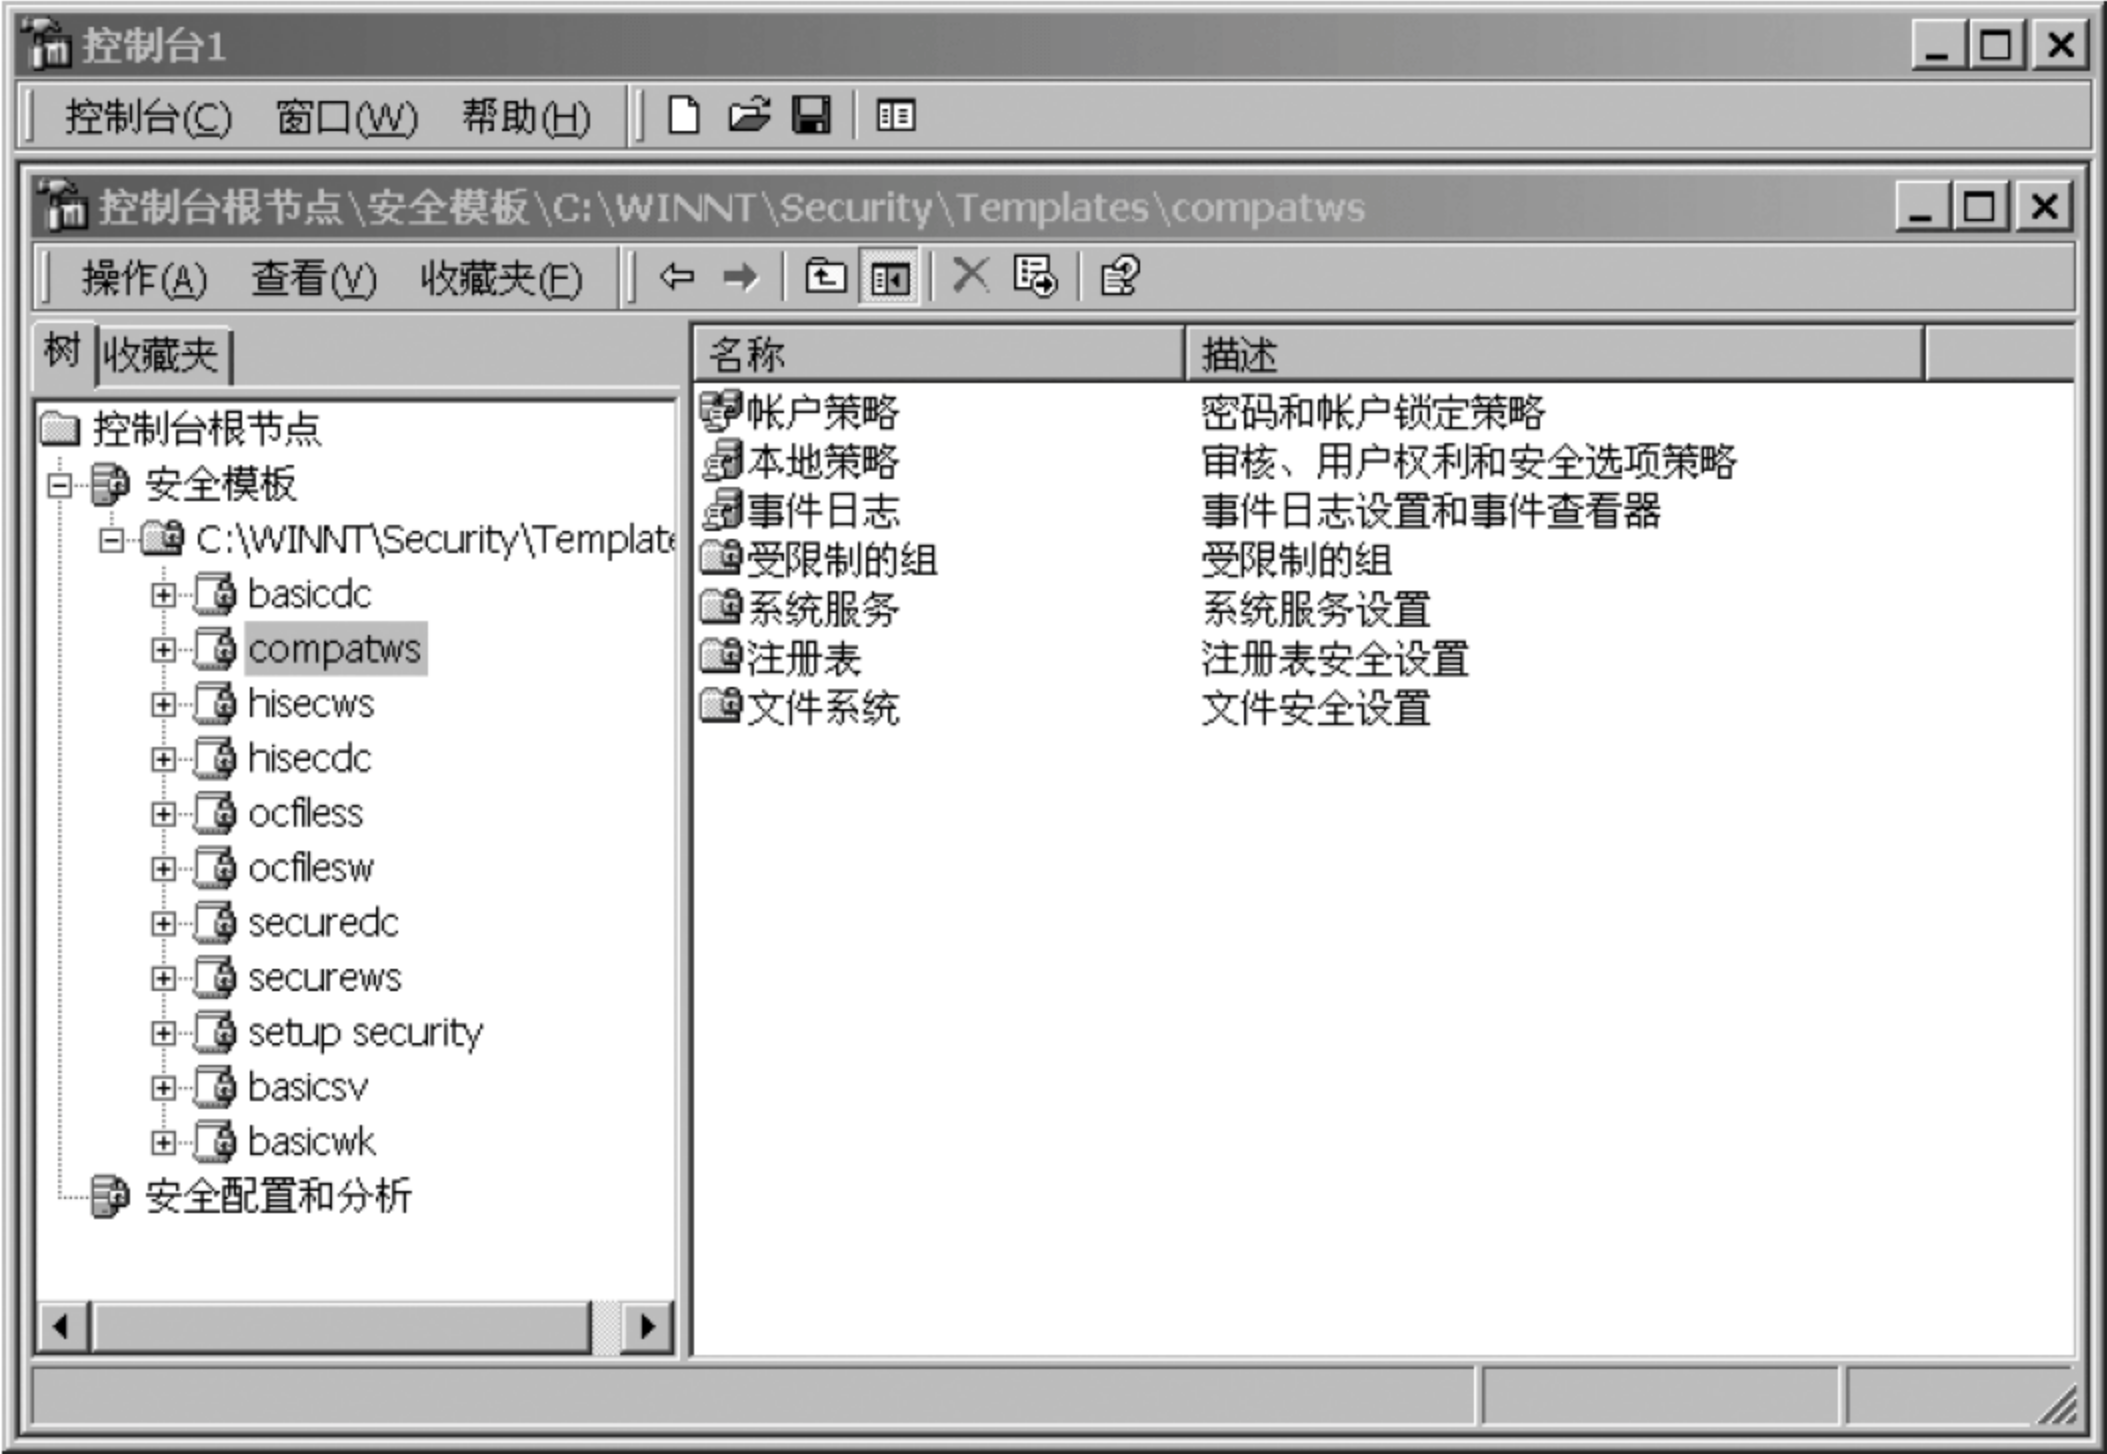 控制台1
控制台(C) 窗口(W) 帮助(H)
控制台根节点\安全模板\C:\WINNT\Security\Templates\compatws
操作(A) 查看(V) 收藏夹(F)
树 收藏夹
控制台根节点
安全模板
C:\WINNT\Security\Template
basicdc
compatws
hisecws
hisecdc
ocfiless
ocfilesw
securedc
securews
setup security
basicsv
basicwk
安全配置和分析
名称 描述
帐户策略 密码和帐户锁定策略
本地策略 审核、用户权利和安全选项策略
事件日志 事件日志设置和事件查看器
受限制的组 受限制的组
系统服务 系统服务设置
注册表 注册表安全设置
文件系统 文件安全设置